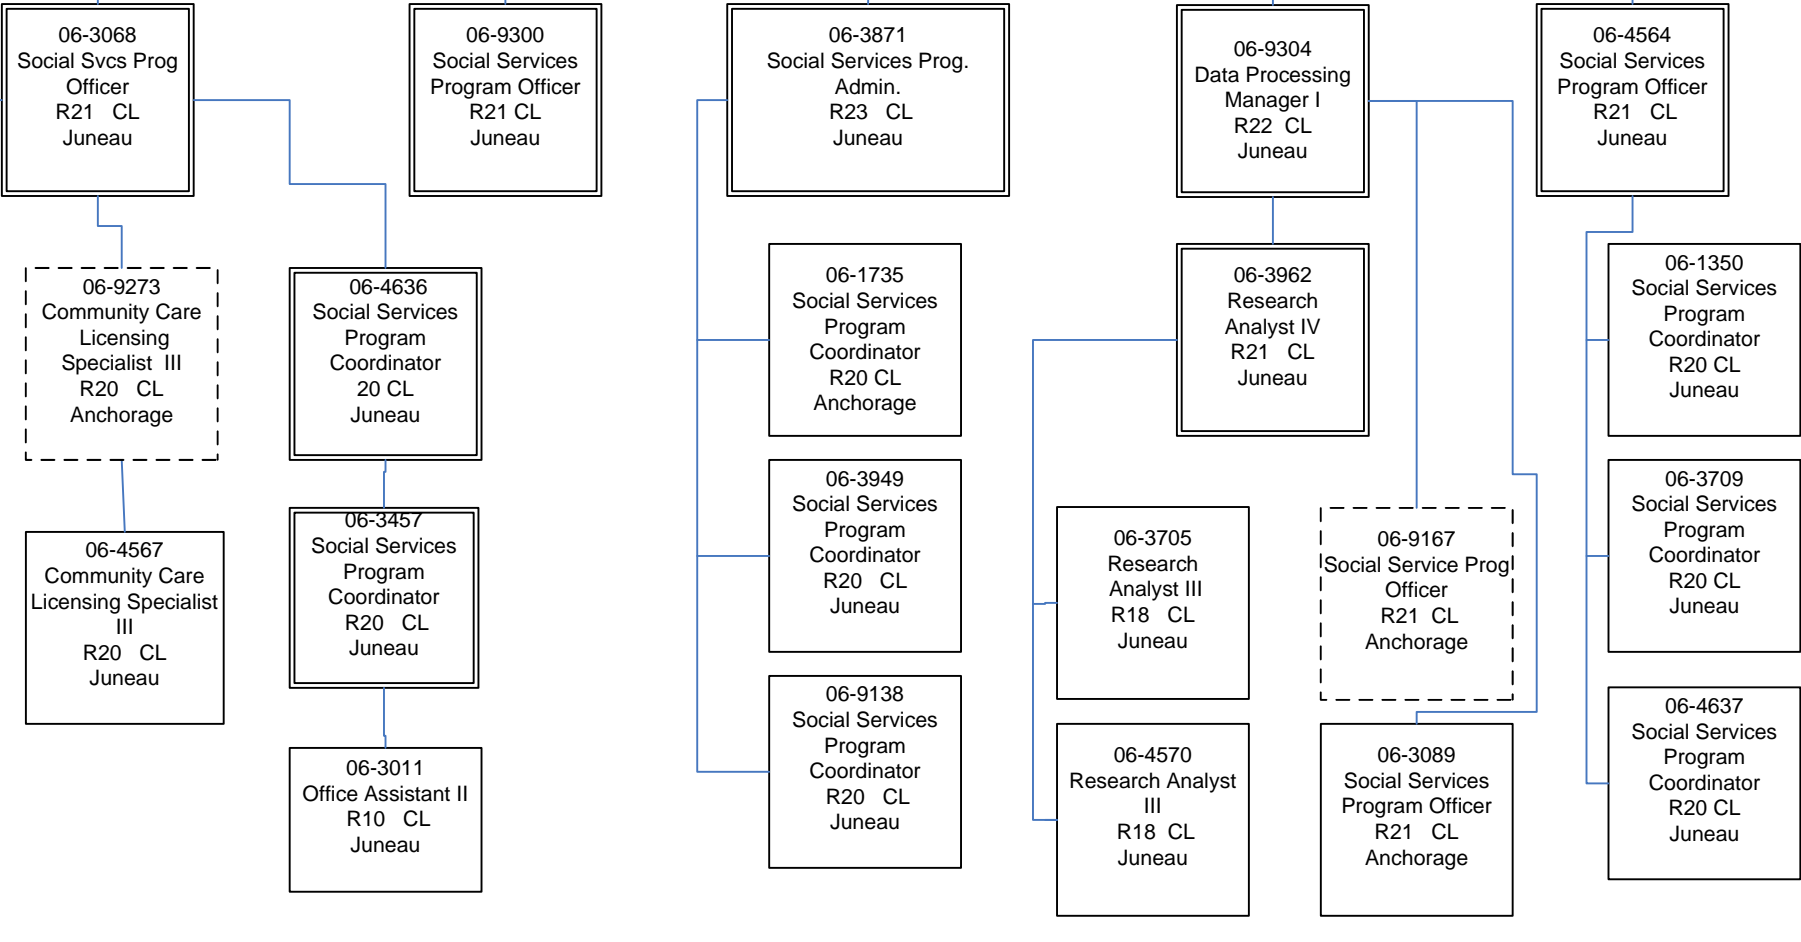 06-3068
Social Svcs Prog
Officer
R21 CL
Juneau
06-9300
Social Services
Program Officer
R21 CL
Juneau
06-3871
Social Services Prog.
Admin.
R23 CL
Juneau
06-9304
Data Processing
Manager I
R22 CL
Juneau
06-4564
Social Services
Program Officer
R21 CL
Juneau
06-9273
Community Care
Licensing
Specialist III
R20 CL
Anchorage
06-4636
Social Services
Program
Coordinator
20 CL
Juneau
06-1735
Social Services
Program
Coordinator
R20 CL
Anchorage
06-3962
Research
Analyst IV
R21 CL
Juneau
06-1350
Social Services
Program
Coordinator
R20 CL
Juneau
06-4567
Community Care
Licensing Specialist
III
R20 CL
Juneau
06-3457
Social Services
Program
Coordinator
R20 CL
Juneau
06-3949
Social Services
Program
Coordinator
R20 CL
Juneau
06-3705
Research
Analyst III
R18 CL
Juneau
06-9167
Social Service Prog
Officer
R21 CL
Anchorage
06-3709
Social Services
Program
Coordinator
R20 CL
Juneau
06-3011
Office Assistant II
R10 CL
Juneau
06-9138
Social Services
Program
Coordinator
R20 CL
Juneau
06-4570
Research Analyst
III
R18 CL
Juneau
06-3089
Social Services
Program Officer
R21 CL
Anchorage
06-4637
Social Services
Program
Coordinator
R20 CL
Juneau